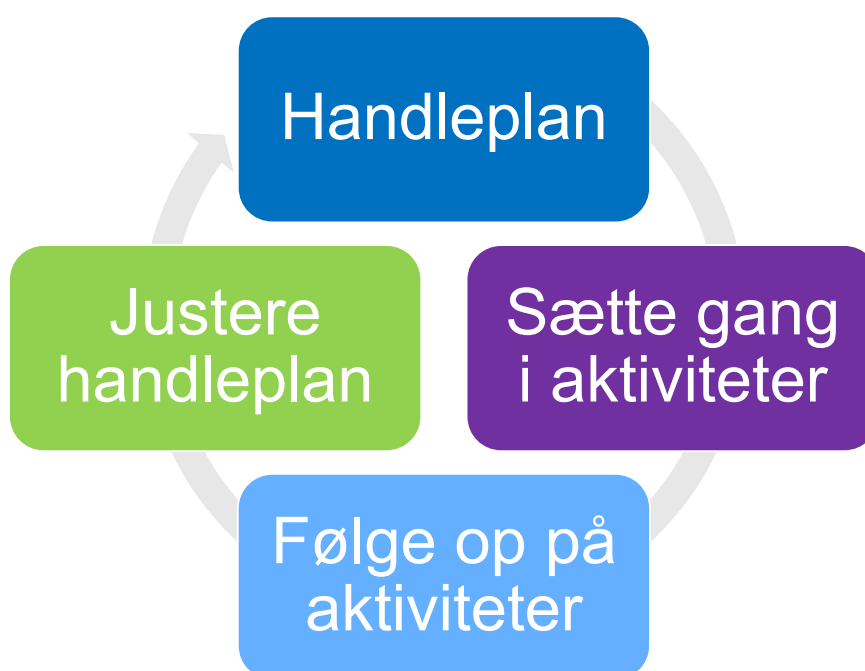 Handleplan
Sætte gang
i aktiviteter
Følge op på
aktiviteter
Justere
handleplan